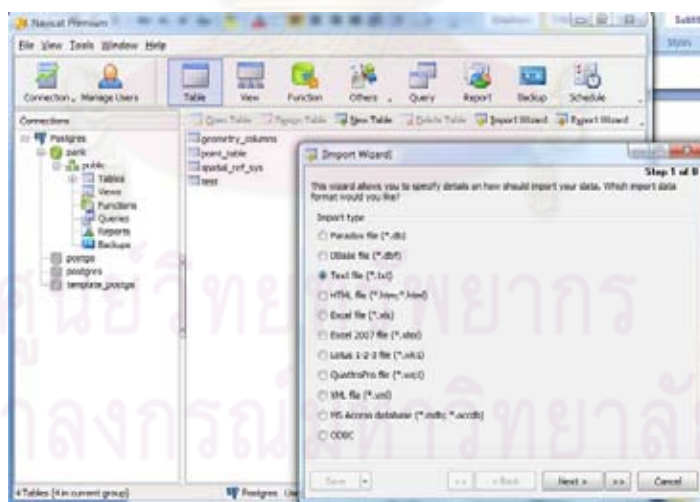 Navicat Premium
File View Tools Window Help
Connection Manage Users Table View Function Others Query Report Backup Schedule
Connections
Open Table Design Table New Table Delete Table Import Wizard Export Wizard
Postgres
public
Tables
Views
Functions
Queries
Reports
Backups
postgis
postgres
template_postgis
geometry_columns
point_table
spatial_ref_sys
test
Import Wizard
Step 1 of 8
This wizard allows you to specify details on how should import your data. Which import data
format would you like?
Import type
Paradox file (*.db)
DBase file (*.dbf)
Text file (*.txt)
HTML file (*.htm;*.html)
Excel file (*.xls)
Excel 2007 file (*.xlsx)
Lotus 1-2-3 file (*.wk1)
QuattroPro file (*.wq1)
XML file (*.xml)
MS Access database (*.mdb; *.accdb)
ODBC
Save << < Back Next > >> Cancel
4 Tables (4 in current group) Postgres
ศูนย์วิทยทรัพยากร
จุฬาลงกรณ์มหาวิทยาลัย